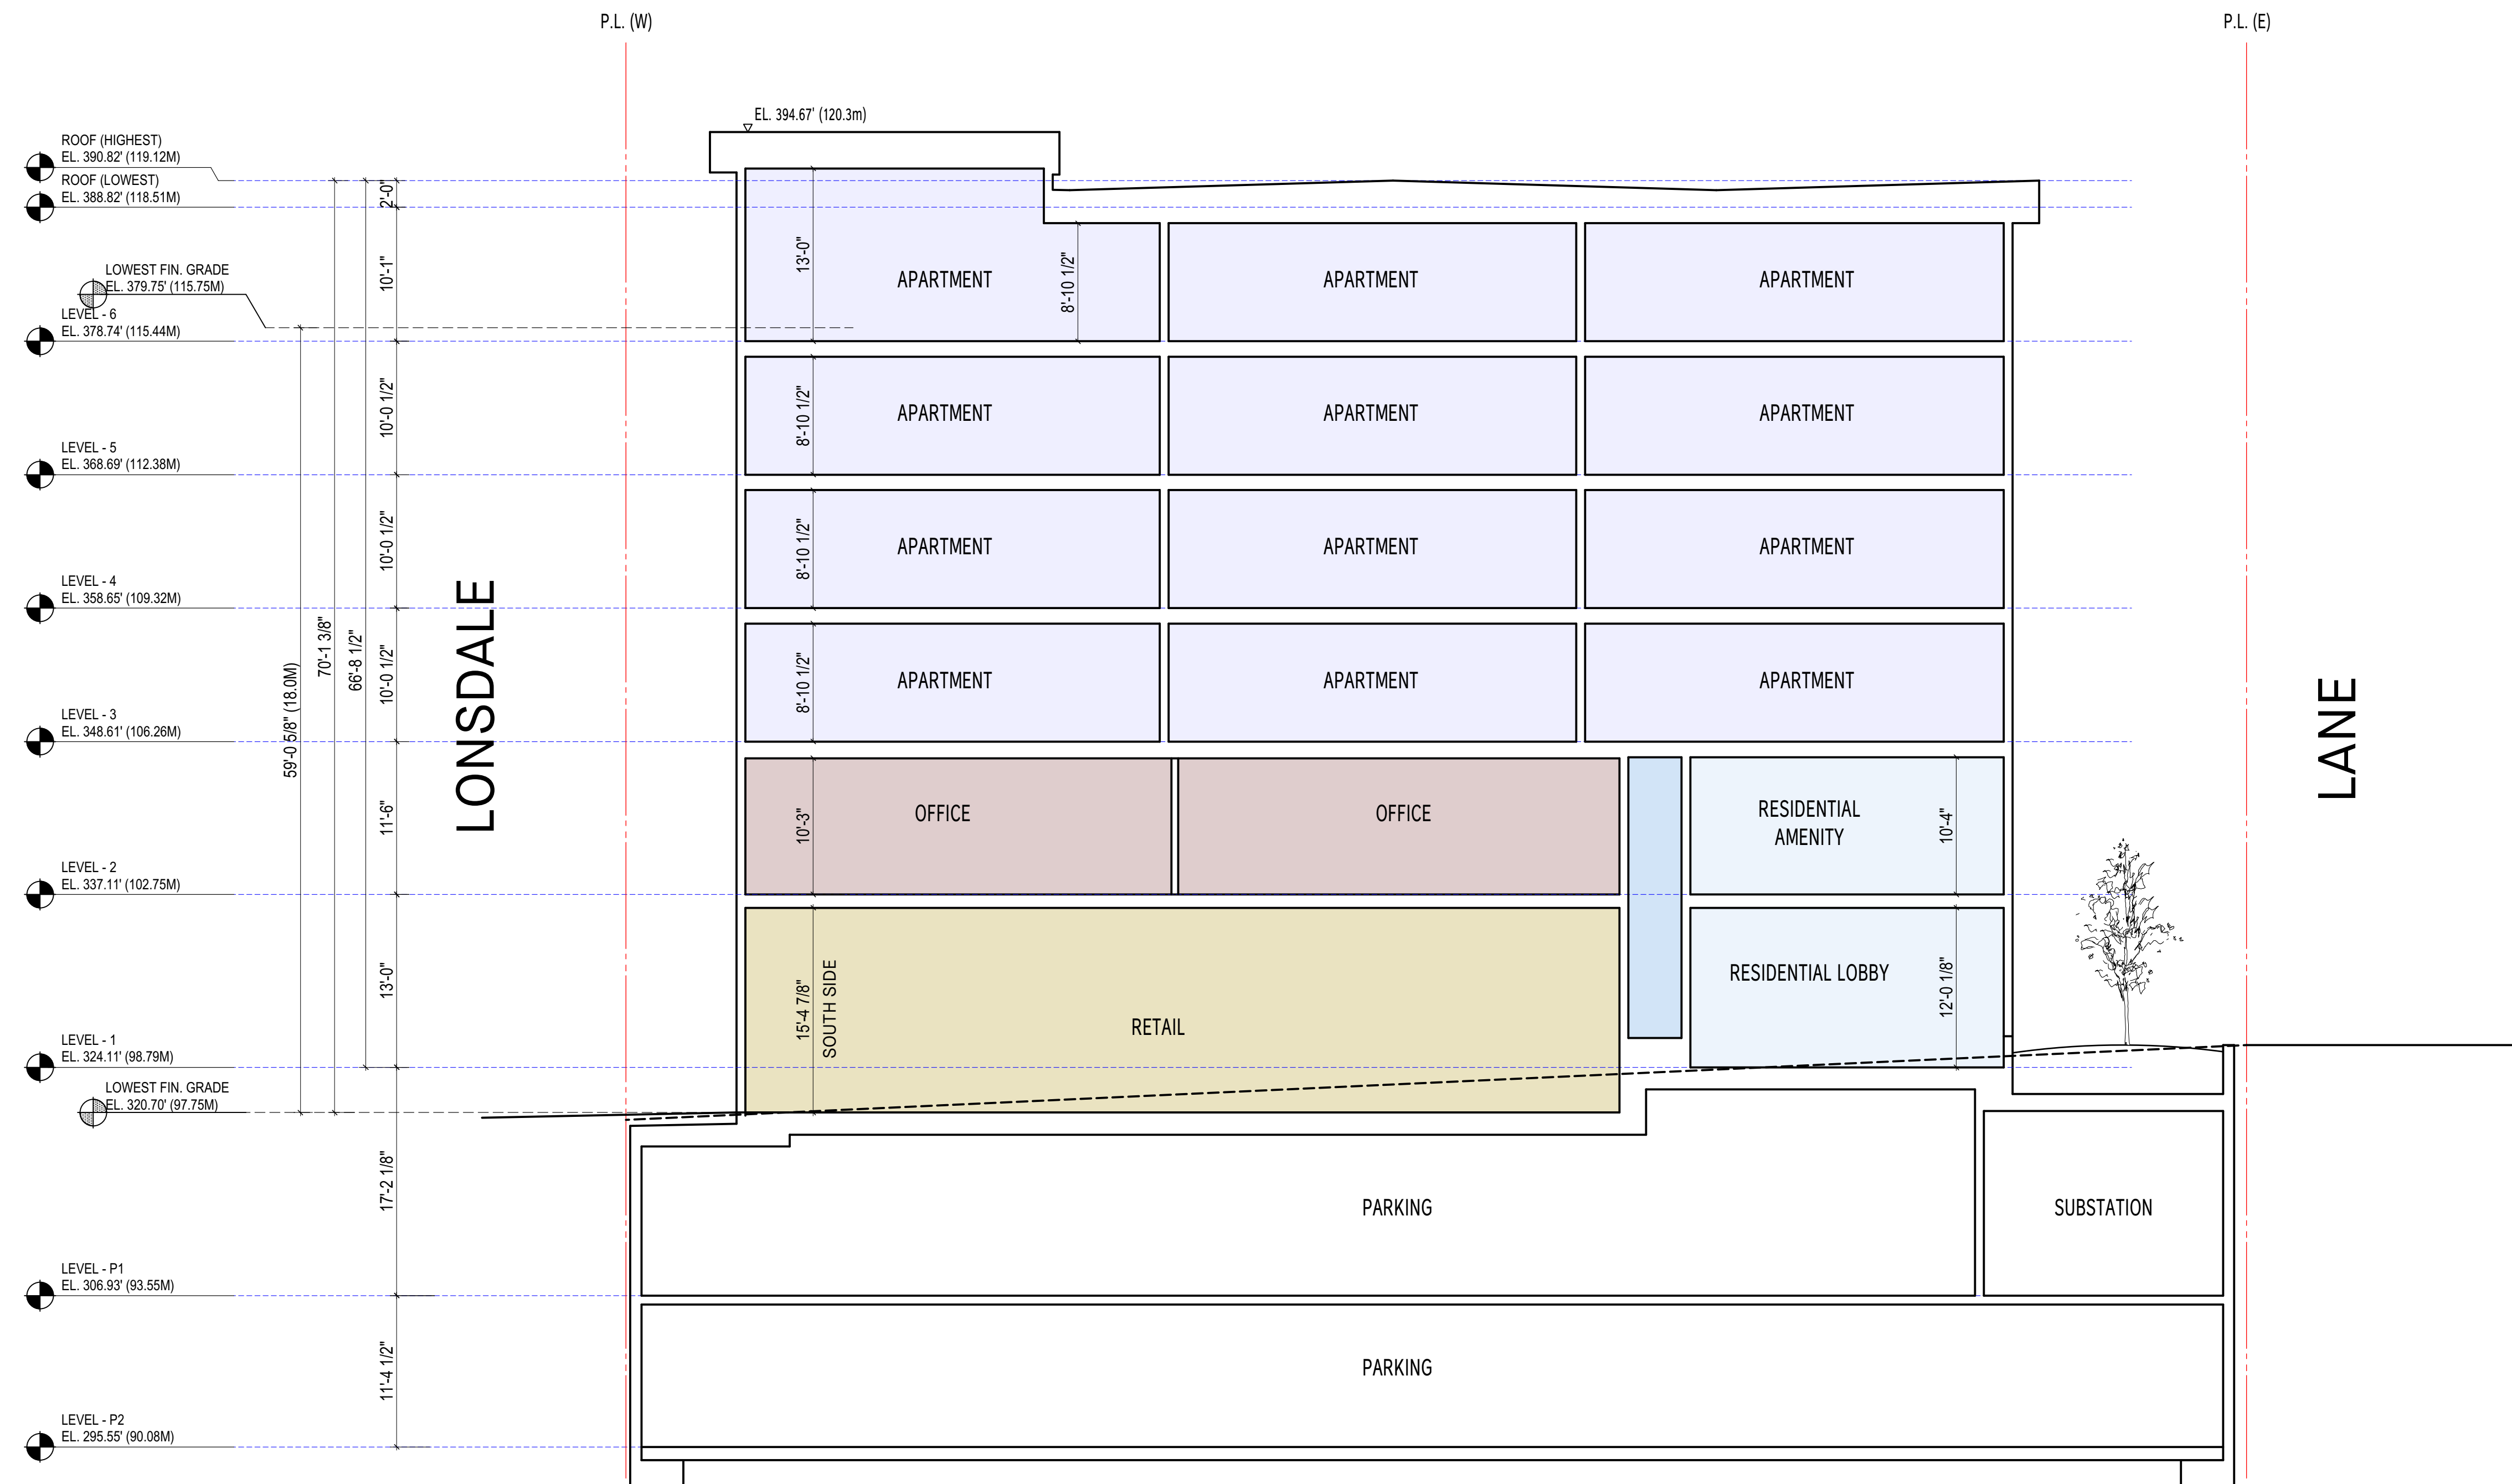 P.L. (W)
P.L. (E)
EL. 394.67' (120.3m)
ROOF (HIGHEST)
EL. 390.82' (119.12M)
ROOF (LOWEST)
EL. 388.82' (118.51M)
LOWEST FIN. GRADE
EL. 379.75' (115.75M)
LEVEL - 6
EL. 378.74' (115.44M)
LEVEL - 5
EL. 368.69' (112.38M)
LEVEL - 4
EL. 358.65' (109.32M)
LEVEL - 3
EL. 348.61' (106.26M)
LEVEL - 2
EL. 337.11' (102.75M)
LEVEL - 1
EL. 324.11' (98.79M)
LOWEST FIN. GRADE
EL. 320.70' (97.75M)
LEVEL - P1
EL. 306.93' (93.55M)
LEVEL - P2
EL. 295.55' (90.08M)
59'-0 5/8" (18.0M)
70'-1 3/8"
66'-8 1/2"
2'-0"
10'-1"
10'-0 1/2"
10'-0 1/2"
10'-0 1/2"
11'-6"
13'-0"
17'-2 1/8"
11'-4 1/2"
LONSDALE
13'-0"
APARTMENT
8'-10 1/2"
APARTMENT
APARTMENT
8'-10 1/2"
APARTMENT
APARTMENT
APARTMENT
8'-10 1/2"
APARTMENT
APARTMENT
APARTMENT
8'-10 1/2"
APARTMENT
APARTMENT
APARTMENT
10'-3"
OFFICE
OFFICE
RESIDENTIAL
AMENITY
10'-4"
15'-4 7/8"
SOUTH SIDE
RETAIL
RESIDENTIAL LOBBY
12'-0 1/8"
PARKING
SUBSTATION
PARKING
LANE